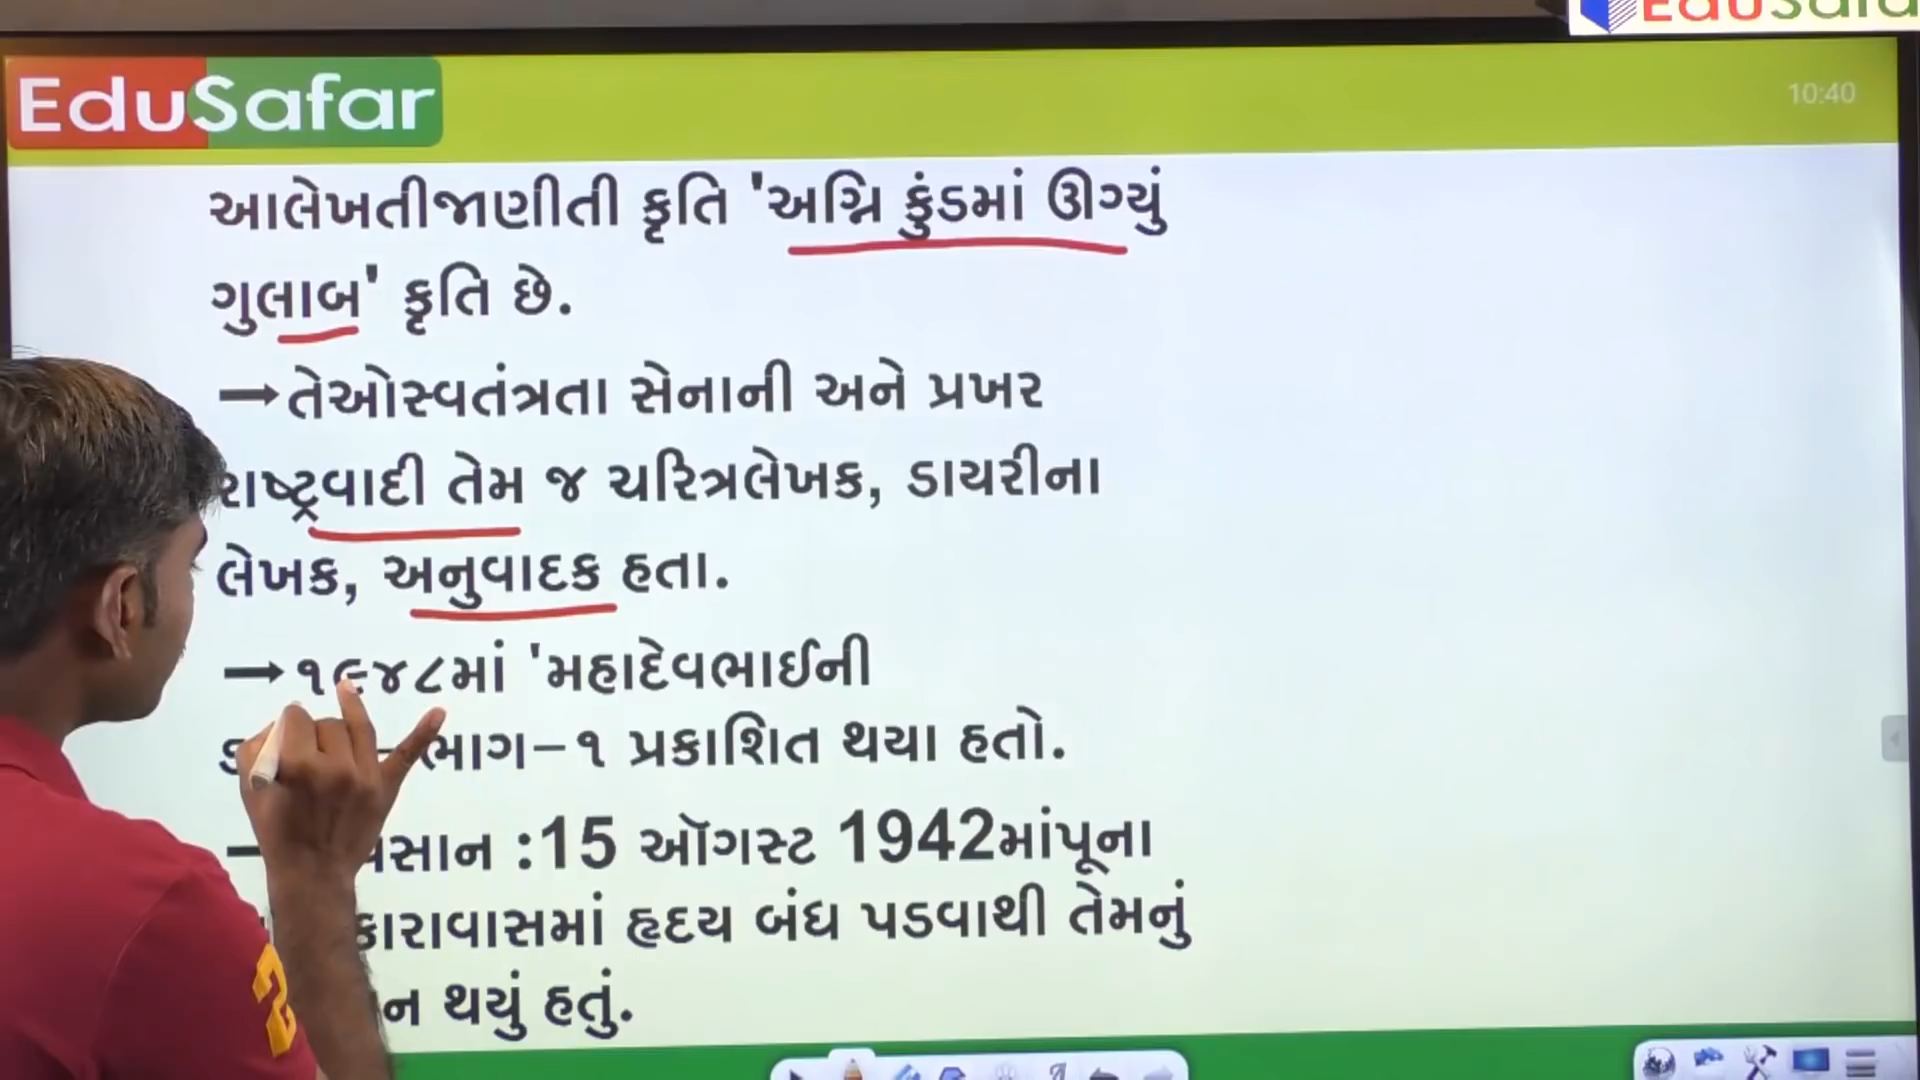 EduSafar
EduSafar
10:40
આલેખતીજાણીતી કૃતિ 'અગ્નિ કુંડમાં ઊગ્યું
ગુલાબ' કૃતિ છે.
→તેઓસ્વતંત્રતા સેનાની અને પ્રખર
રાષ્ટ્રવાદી તેમ જ ચરિત્રલેખક, ડાયરીના
લેખક, અનુવાદક હતા.
→૧૯૪૮માં 'મહાદેવભાઈની
ભાગ–૧ પ્રકાશિત થયા હતો.
:15 ઑગસ્ટ 1942માંપૂના
કારાવાસમાં હૃદય બંધ પડવાથી તેમનું
થયું હતું.
2